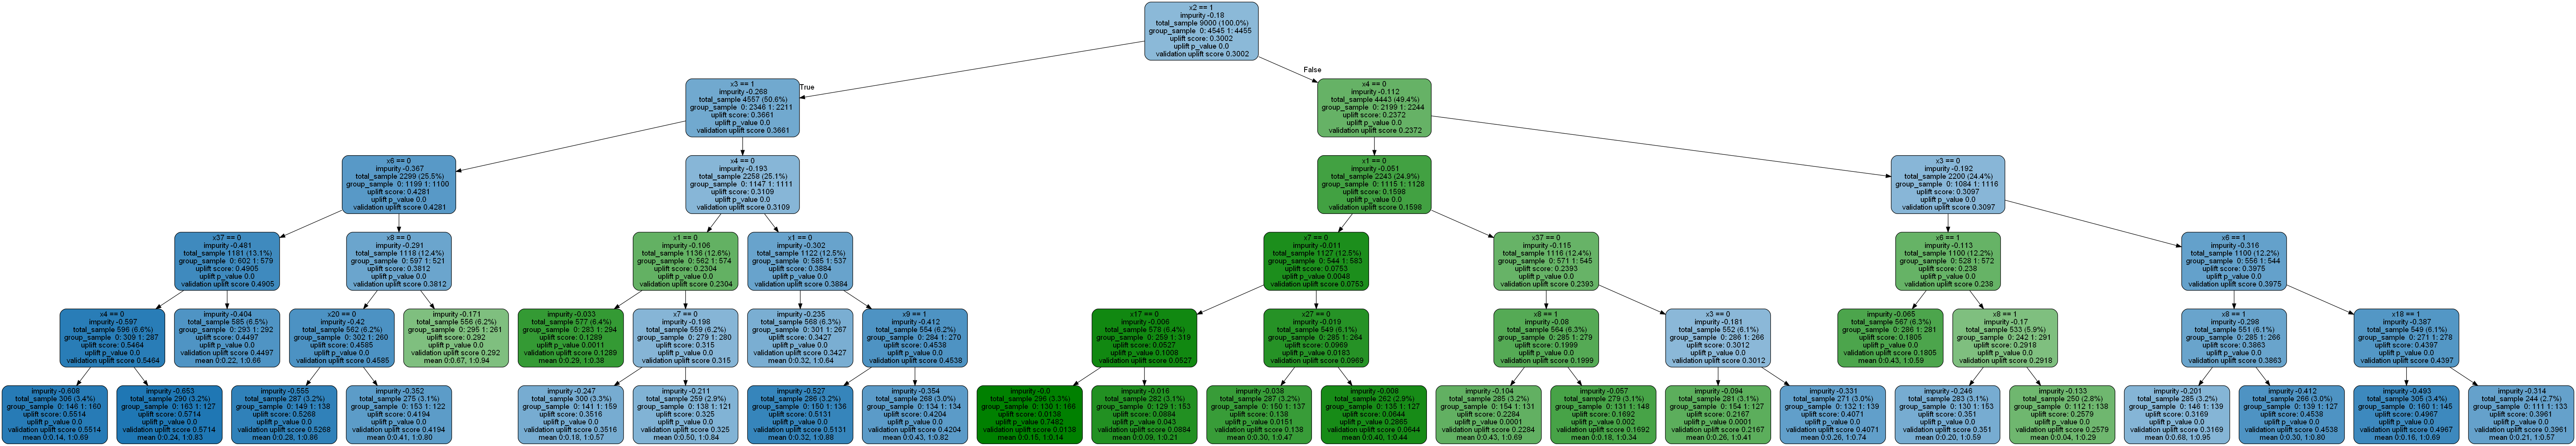 x2 == 1
impurity -0.18
total_sample 9000 (100.0%)
group_sample 0: 4545 1: 4455
uplift score: 0.3002
uplift p_value 0.0
validation uplift score 0.3002
True
False
x3 == 1
impurity -0.268
total_sample 4557 (50.6%)
group_sample 0: 2346 1: 2211
uplift score: 0.3661
uplift p_value 0.0
validation uplift score 0.3661
x4 == 0
impurity -0.112
total_sample 4443 (49.4%)
group_sample 0: 2199 1: 2244
uplift score: 0.2372
uplift p_value 0.0
validation uplift score 0.2372
x6 == 0
impurity -0.367
total_sample 2299 (25.5%)
group_sample 0: 1199 1: 1100
uplift score: 0.4281
uplift p_value 0.0
validation uplift score 0.4281
x4 == 0
impurity -0.193
total_sample 2258 (25.1%)
group_sample 0: 1147 1: 1111
uplift score: 0.3109
uplift p_value 0.0
validation uplift score 0.3109
x1 == 0
impurity -0.051
total_sample 2243 (24.9%)
group_sample 0: 1115 1: 1128
uplift score: 0.1598
uplift p_value 0.0
validation uplift score 0.1598
x3 == 0
impurity -0.192
total_sample 2200 (24.4%)
group_sample 0: 1084 1: 1116
uplift score: 0.3097
uplift p_value 0.0
validation uplift score 0.3097
x37 == 0
impurity -0.481
total_sample 1181 (13.1%)
group_sample 0: 602 1: 579
uplift score: 0.4905
uplift p_value 0.0
validation uplift score 0.4905
x8 == 0
impurity -0.291
total_sample 1118 (12.4%)
group_sample 0: 597 1: 521
uplift score: 0.3812
uplift p_value 0.0
validation uplift score 0.3812
x1 == 0
impurity -0.106
total_sample 1136 (12.6%)
group_sample 0: 562 1: 574
uplift score: 0.2304
uplift p_value 0.0
validation uplift score 0.2304
x1 == 0
impurity -0.302
total_sample 1122 (12.5%)
group_sample 0: 585 1: 537
uplift score: 0.3884
uplift p_value 0.0
validation uplift score 0.3884
x7 == 0
impurity -0.011
total_sample 1127 (12.5%)
group_sample 0: 544 1: 583
uplift score: 0.0753
uplift p_value 0.0048
validation uplift score 0.0753
x37 == 0
impurity -0.115
total_sample 1116 (12.4%)
group_sample 0: 571 1: 545
uplift score: 0.2393
uplift p_value 0.0
validation uplift score 0.2393
x6 == 1
impurity -0.113
total_sample 1100 (12.2%)
group_sample 0: 528 1: 572
uplift score: 0.238
uplift p_value 0.0
validation uplift score 0.238
x6 == 1
impurity -0.316
total_sample 1100 (12.2%)
group_sample 0: 556 1: 544
uplift score: 0.3975
uplift p_value 0.0
validation uplift score 0.3975
x4 == 0
impurity -0.597
total_sample 596 (6.6%)
group_sample 0: 309 1: 287
uplift score: 0.5464
uplift p_value 0.0
validation uplift score 0.5464
impurity -0.404
total_sample 585 (6.5%)
group_sample 0: 293 1: 292
uplift score: 0.4497
uplift p_value 0.0
validation uplift score 0.4497
mean 0:0.22, 1:0.66
x20 == 0
impurity -0.42
total_sample 562 (6.2%)
group_sample 0: 302 1: 260
uplift score: 0.4585
uplift p_value 0.0
validation uplift score 0.4585
impurity -0.171
total_sample 556 (6.2%)
group_sample 0: 295 1: 261
uplift score: 0.292
uplift p_value 0.0
validation uplift score 0.292
mean 0:0.67, 1:0.94
impurity -0.033
total_sample 577 (6.4%)
group_sample 0: 283 1: 294
uplift score: 0.1289
uplift p_value 0.0011
validation uplift score 0.1289
mean 0:0.29, 1:0.38
x7 == 0
impurity -0.198
total_sample 559 (6.2%)
group_sample 0: 279 1: 280
uplift score: 0.315
uplift p_value 0.0
validation uplift score 0.315
impurity -0.235
total_sample 568 (6.3%)
group_sample 0: 301 1: 267
uplift score: 0.3427
uplift p_value 0.0
validation uplift score 0.3427
mean 0:0.32, 1:0.64
x9 == 1
impurity -0.412
total_sample 554 (6.2%)
group_sample 0: 284 1: 270
uplift score: 0.4538
uplift p_value 0.0
validation uplift score 0.4538
x17 == 0
impurity -0.006
total_sample 578 (6.4%)
group_sample 0: 259 1: 319
uplift score: 0.0527
uplift p_value 0.1008
validation uplift score 0.0527
x27 == 0
impurity -0.019
total_sample 549 (6.1%)
group_sample 0: 285 1: 264
uplift score: 0.0969
uplift p_value 0.0183
validation uplift score 0.0969
x8 == 1
impurity -0.08
total_sample 564 (6.3%)
group_sample 0: 285 1: 279
uplift score: 0.1999
uplift p_value 0.0
validation uplift score 0.1999
x3 == 0
impurity -0.181
total_sample 552 (6.1%)
group_sample 0: 286 1: 266
uplift score: 0.3012
uplift p_value 0.0
validation uplift score 0.3012
impurity -0.065
total_sample 567 (6.3%)
group_sample 0: 286 1: 281
uplift score: 0.1805
uplift p_value 0.0
validation uplift score 0.1805
mean 0:0.43, 1:0.59
x8 == 1
impurity -0.17
total_sample 533 (5.9%)
group_sample 0: 242 1: 291
uplift score: 0.2918
uplift p_value 0.0
validation uplift score 0.2918
x8 == 1
impurity -0.298
total_sample 551 (6.1%)
group_sample 0: 285 1: 266
uplift score: 0.3863
uplift p_value 0.0
validation uplift score 0.3863
x18 == 1
impurity -0.387
total_sample 549 (6.1%)
group_sample 0: 271 1: 278
uplift score: 0.4397
uplift p_value 0.0
validation uplift score 0.4397
impurity -0.608
total_sample 306 (3.4%)
group_sample 0: 146 1: 160
uplift score: 0.5514
uplift p_value 0.0
validation uplift score 0.5514
mean 0:0.14, 1:0.69
impurity -0.653
total_sample 290 (3.2%)
group_sample 0: 163 1: 127
uplift score: 0.5714
uplift p_value 0.0
validation uplift score 0.5714
mean 0:0.24, 1:0.83
impurity -0.555
total_sample 287 (3.2%)
group_sample 0: 149 1: 138
uplift score: 0.5268
uplift p_value 0.0
validation uplift score 0.5268
mean 0:0.28, 1:0.86
impurity -0.352
total_sample 275 (3.1%)
group_sample 0: 153 1: 122
uplift score: 0.4194
uplift p_value 0.0
validation uplift score 0.4194
mean 0:0.41, 1:0.80
impurity -0.247
total_sample 300 (3.3%)
group_sample 0: 141 1: 159
uplift score: 0.3516
uplift p_value 0.0
validation uplift score 0.3516
mean 0:0.18, 1:0.57
impurity -0.211
total_sample 259 (2.9%)
group_sample 0: 138 1: 121
uplift score: 0.325
uplift p_value 0.0
validation uplift score 0.325
mean 0:0.50, 1:0.84
impurity -0.527
total_sample 286 (3.2%)
group_sample 0: 150 1: 136
uplift score: 0.5131
uplift p_value 0.0
validation uplift score 0.5131
mean 0:0.32, 1:0.88
impurity -0.354
total_sample 268 (3.0%)
group_sample 0: 134 1: 134
uplift score: 0.4204
uplift p_value 0.0
validation uplift score 0.4204
mean 0:0.43, 1:0.82
impurity -0.0
total_sample 296 (3.3%)
group_sample 0: 130 1: 166
uplift score: 0.0138
uplift p_value 0.7482
validation uplift score 0.0138
mean 0:0.15, 1:0.14
impurity -0.016
total_sample 282 (3.1%)
group_sample 0: 129 1: 153
uplift score: 0.0884
uplift p_value 0.043
validation uplift score 0.0884
mean 0:0.09, 1:0.21
impurity -0.038
total_sample 287 (3.2%)
group_sample 0: 150 1: 137
uplift score: 0.138
uplift p_value 0.0151
validation uplift score 0.138
mean 0:0.30, 1:0.47
impurity -0.008
total_sample 262 (2.9%)
group_sample 0: 135 1: 127
uplift score: 0.0644
uplift p_value 0.2865
validation uplift score 0.0644
mean 0:0.40, 1:0.44
impurity -0.104
total_sample 285 (3.2%)
group_sample 0: 154 1: 131
uplift score: 0.2284
uplift p_value 0.0001
validation uplift score 0.2284
mean 0:0.43, 1:0.69
impurity -0.057
total_sample 279 (3.1%)
group_sample 0: 131 1: 148
uplift score: 0.1692
uplift p_value 0.002
validation uplift score 0.1692
mean 0:0.18, 1:0.34
impurity -0.094
total_sample 281 (3.1%)
group_sample 0: 154 1: 127
uplift score: 0.2167
uplift p_value 0.0001
validation uplift score 0.2167
mean 0:0.26, 1:0.41
impurity -0.331
total_sample 271 (3.0%)
group_sample 0: 132 1: 139
uplift score: 0.4071
uplift p_value 0.0
validation uplift score 0.4071
mean 0:0.26, 1:0.74
impurity -0.246
total_sample 283 (3.1%)
group_sample 0: 130 1: 153
uplift score: 0.351
uplift p_value 0.0
validation uplift score 0.351
mean 0:0.20, 1:0.59
impurity -0.133
total_sample 250 (2.8%)
group_sample 0: 112 1: 138
uplift score: 0.2579
uplift p_value 0.0
validation uplift score 0.2579
mean 0:0.04, 1:0.29
impurity -0.201
total_sample 285 (3.2%)
group_sample 0: 146 1: 139
uplift score: 0.3169
uplift p_value 0.0
validation uplift score 0.3169
mean 0:0.68, 1:0.95
impurity -0.412
total_sample 266 (3.0%)
group_sample 0: 139 1: 127
uplift score: 0.4538
uplift p_value 0.0
validation uplift score 0.4538
mean 0:0.30, 1:0.80
impurity -0.493
total_sample 305 (3.4%)
group_sample 0: 160 1: 145
uplift score: 0.4967
uplift p_value 0.0
validation uplift score 0.4967
mean 0:0.16, 1:0.69
impurity -0.314
total_sample 244 (2.7%)
group_sample 0: 111 1: 133
uplift score: 0.3961
uplift p_value 0.0
validation uplift score 0.3961
mean 0:0.21, 1:0.57